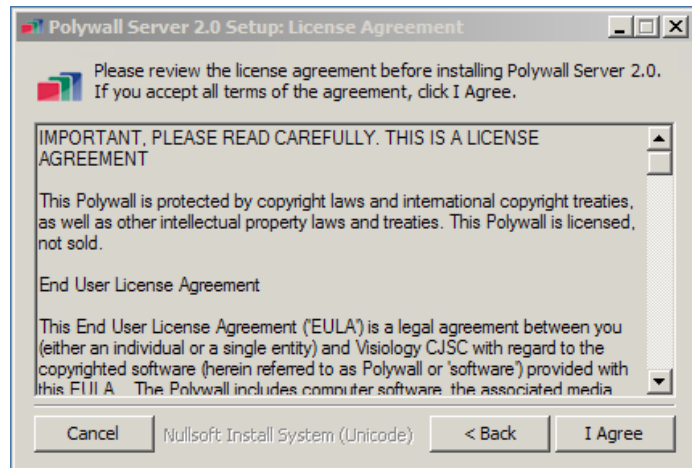 Polywall Server 2.0 Setup: License Agreement
Please review the license agreement before installing Polywall Server 2.0.
If you accept all terms of the agreement, click I Agree.
IMPORTANT, PLEASE READ CAREFULLY. THIS IS A LICENSE
AGREEMENT
This Polywall is protected by copyright laws and international copyright treaties,
as well as other intellectual property laws and treaties. This Polywall is licensed,
not sold.
End User License Agreement
This End User License Agreement ('EULA') is a legal agreement between you
(either an individual or a single entity) and Visiology CJSC with regard to the
copyrighted software (herein referred to as Polywall or 'software') provided with
this EULA. The Polywall includes computer software, the associated media
Cancel
Nullsoft Install System (Unicode)
< Back
I Agree